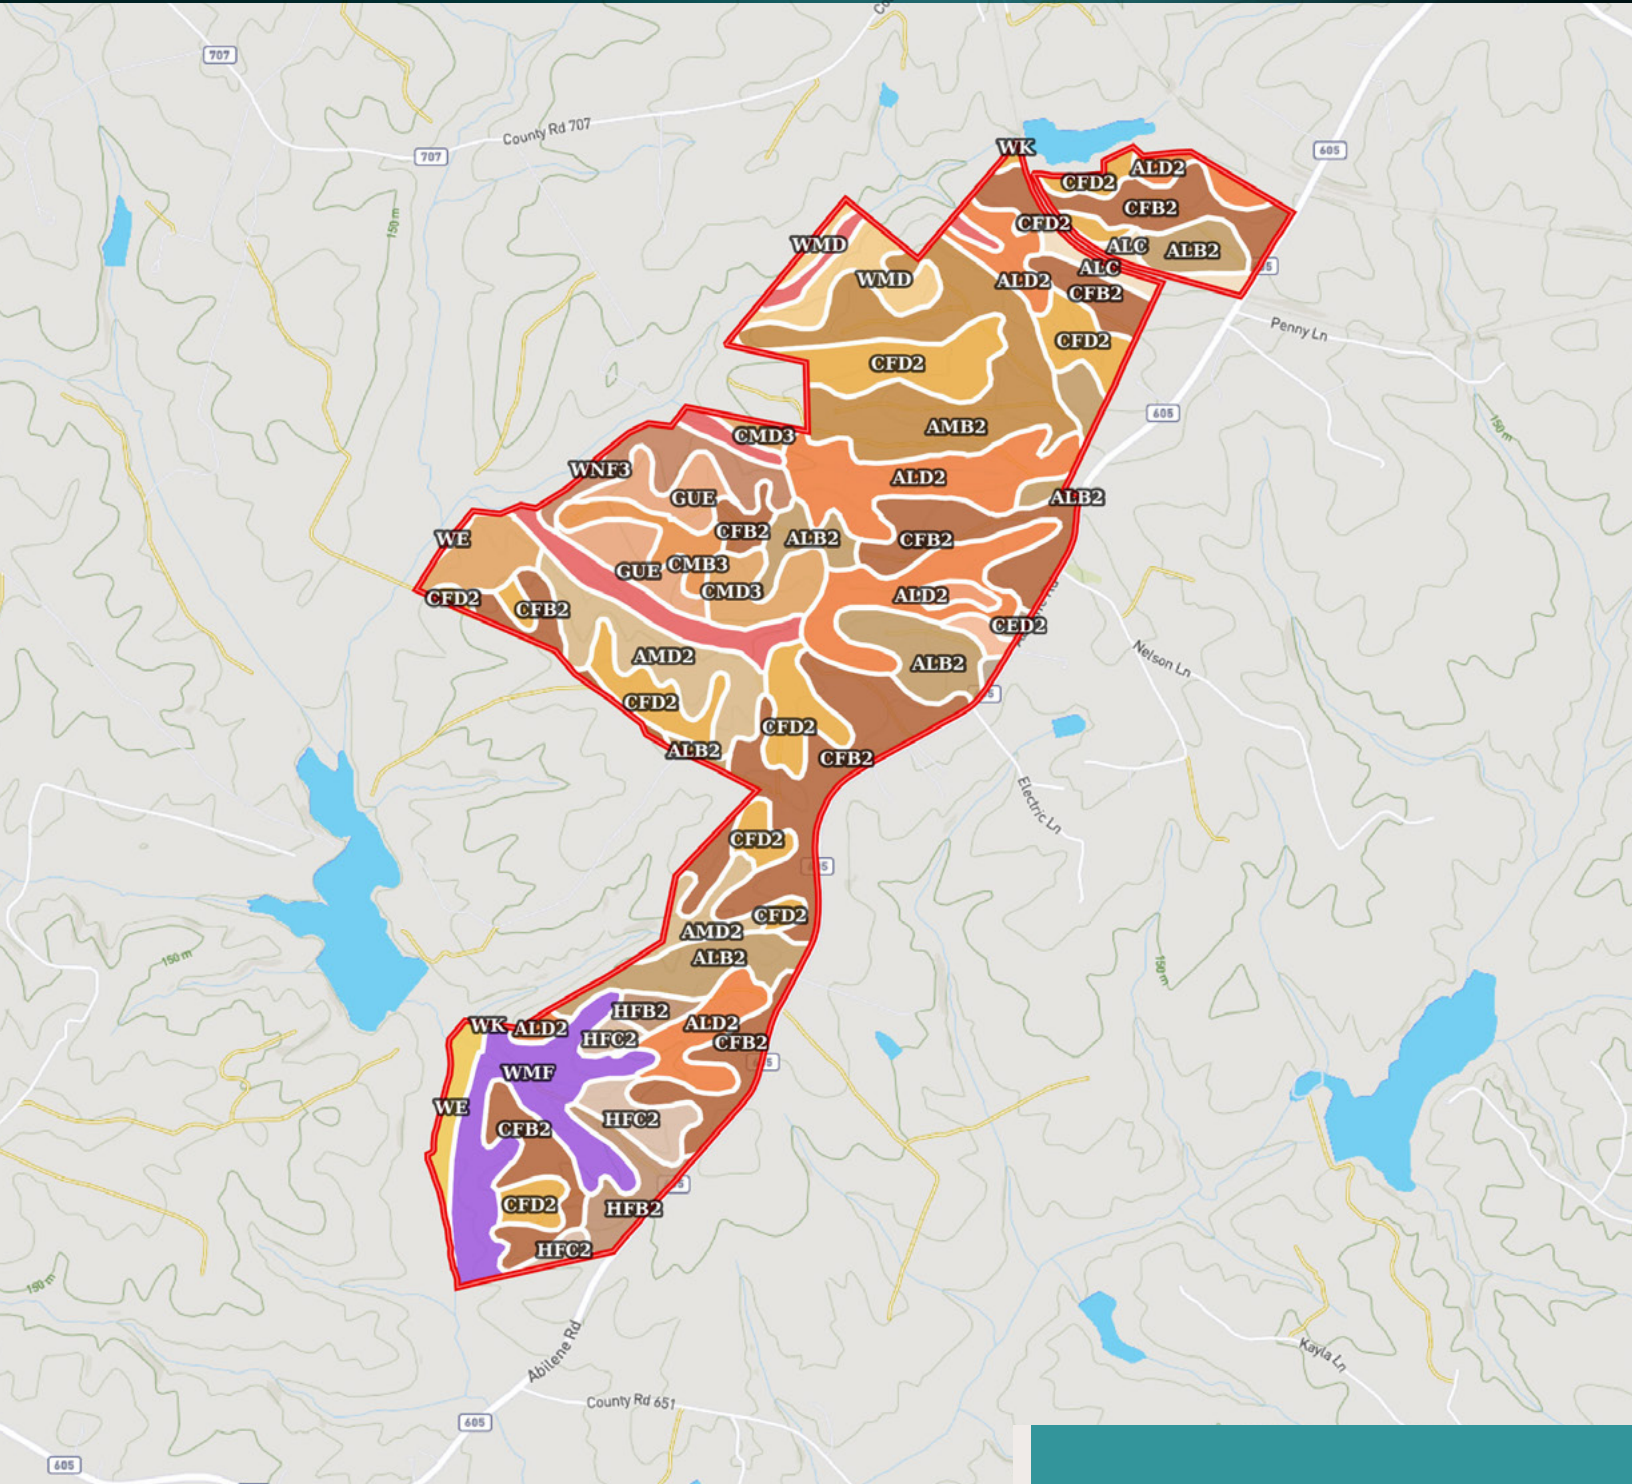 Co
707
605
County Rd 707
WK
707
ALD2
CFD2
CFB2
150 m
CFD2
WMD
ALC
ALB2
ALC
WMD
ALD2
CFB2
Penny Ln
CFD2
CFD2
605
AMB2
150 m
CMD3
WNF3
ALD2
GUE
ALB2
CFB2
WE
ALB2
CFB2
GUE
CMB3
CMD3
ALD2
CFD2
CFB2
CED2
AMD2
ALB2
Nelson Ln
CFD2
CFD2
ALB2
CFB2
Electric Ln
CFD2
CFD2
AMD2
150 m
ALB2
150 m
HFB2
WK
ALD2
ALD2
HFC2
CFB2
WMF
WE
HFC2
CFB2
CFD2
HFB2
HFC2
150 m
Abilene Rd
Kayla Ln
County Rd 651
605
605